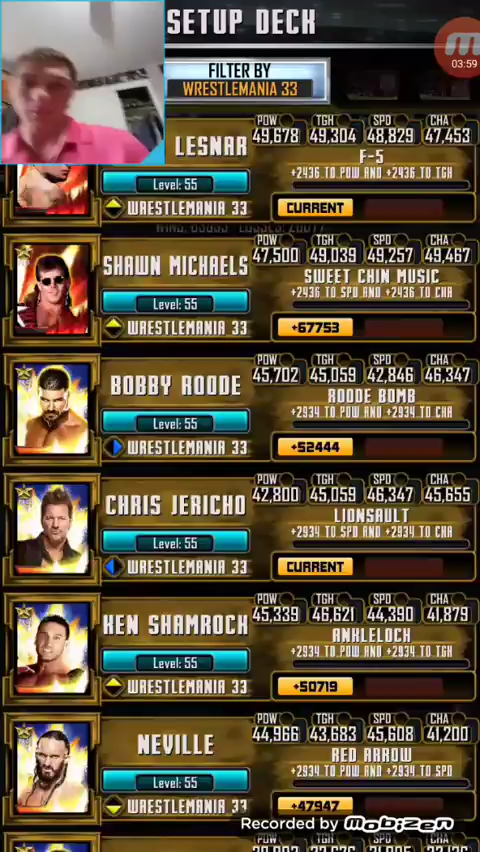 SETUP DECK
03:59
FILTER BY
WRESTLEMANIA 33
LESNAR
POW TGH SPD CHA
49,678 49,304 48,829 47,453
F-5
+2436 TO POW AND +2436 TO TGH
Level: 55
WRESTLEMANIA 33
CURRENT
SHAWN MICHAELS
POW TGH SPD CHA
47,500 49,039 49,257 49,467
SWEET CHIN MUSIC
+2436 TO SPD AND +2436 TO CHA
Level: 55
WRESTLEMANIA 33
+67753
BOBBY ROODE
POW TGH SPD CHA
45,702 45,059 42,846 46,347
ROODE BOMB
+2934 TO POW AND +2934 TO CHA
Level: 55
WRESTLEMANIA 33
+52444
CHRIS JERICHO
POW TGH SPD CHA
42,800 45,059 46,347 45,655
LIONSAULT
+2934 TO SPD AND +2934 TO CHA
Level: 55
WRESTLEMANIA 33
CURRENT
KEN SHAMROCK
POW TGH SPD CHA
45,339 46,621 44,390 41,879
ANKLELOCK
+2934 TO POW AND +2934 TO TGH
Level: 55
WRESTLEMANIA 33
+50719
NEVILLE
POW TGH SPD CHA
44,966 43,683 45,608 41,200
RED ARROW
+2934 TO POW AND +2934 TO SPD
Level: 55
WRESTLEMANIA 33
+47947
Recorded by mobizen